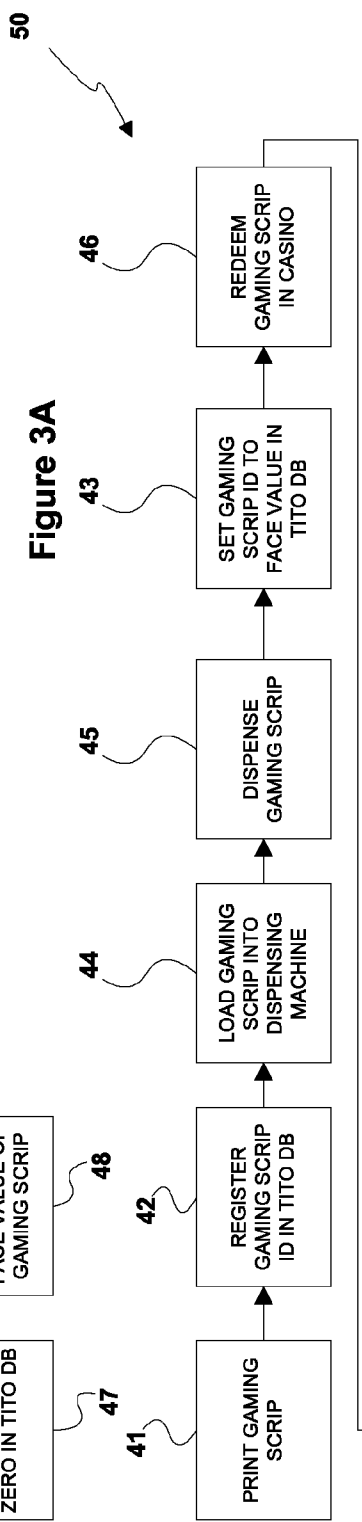 ZERO IN TITO DB
FACE VALUE OF
GAMING SCRIP
47
48
Figure 3A
50
41
42
44
45
43
46
PRINT GAMING
SCRIP
REGISTER
GAMING SCRIP
ID IN TITO DB
LOAD GAMING
SCRIP INTO
DISPENSING
MACHINE
DISPENSE
GAMING SCRIP
SET GAMING
SCRIP ID TO
FACE VALUE IN
TITO DB
REDEEM
GAMING SCRIP
IN CASINO